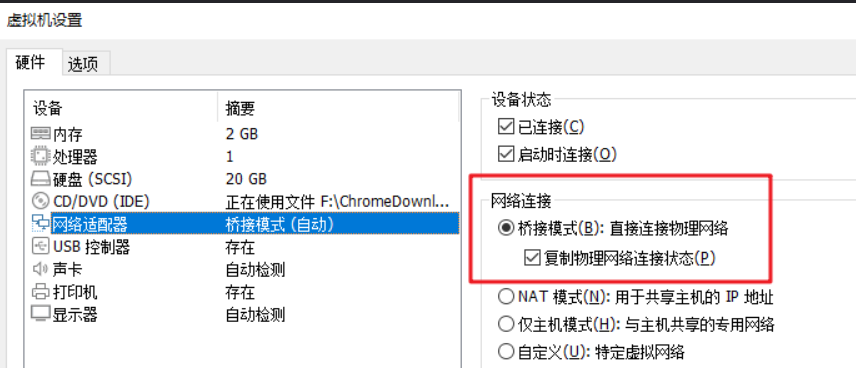 虚拟机设置
硬件 选项
设备 摘要
内存 2 GB
处理器 1
硬盘 (SCSI) 20 GB
CD/DVD (IDE) 正在使用文件 F:\ChromeDownl...
网络适配器 桥接模式 (自动)
USB 控制器 存在
声卡 自动检测
打印机 存在
显示器 自动检测
设备状态
已连接(C)
启动时连接(O)
网络连接
桥接模式(B): 直接连接物理网络
复制物理网络连接状态(P)
NAT 模式(N): 用于共享主机的 IP 地址
仅主机模式(H): 与主机共享的专用网络
自定义(U): 特定虚拟网络